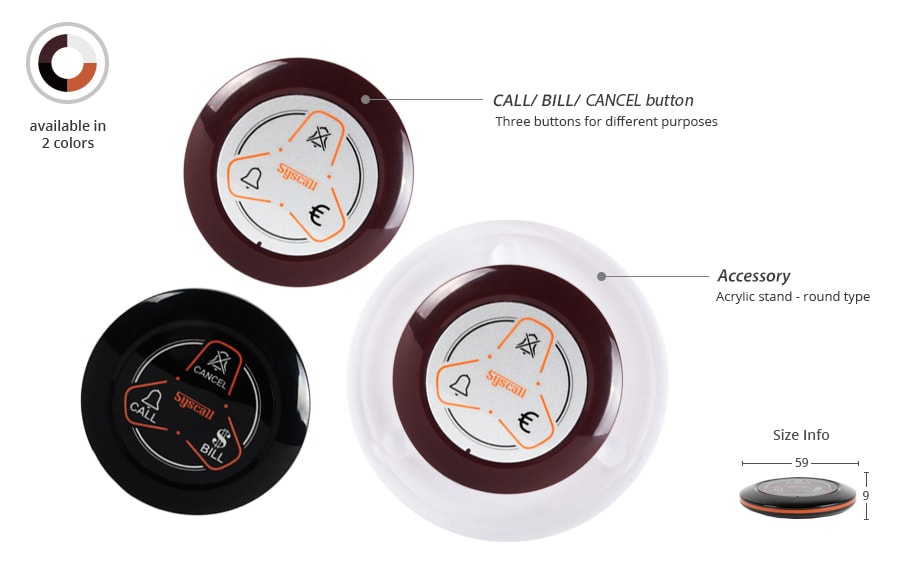 available in
2 colors
CALL/ BILL/ CANCEL button
Three buttons for different purposes
Syscall
€
Accessory
Acrylic stand - round type
CANCEL
Syscall
CALL
$
BILL
Syscall
€
Size Info
59
9